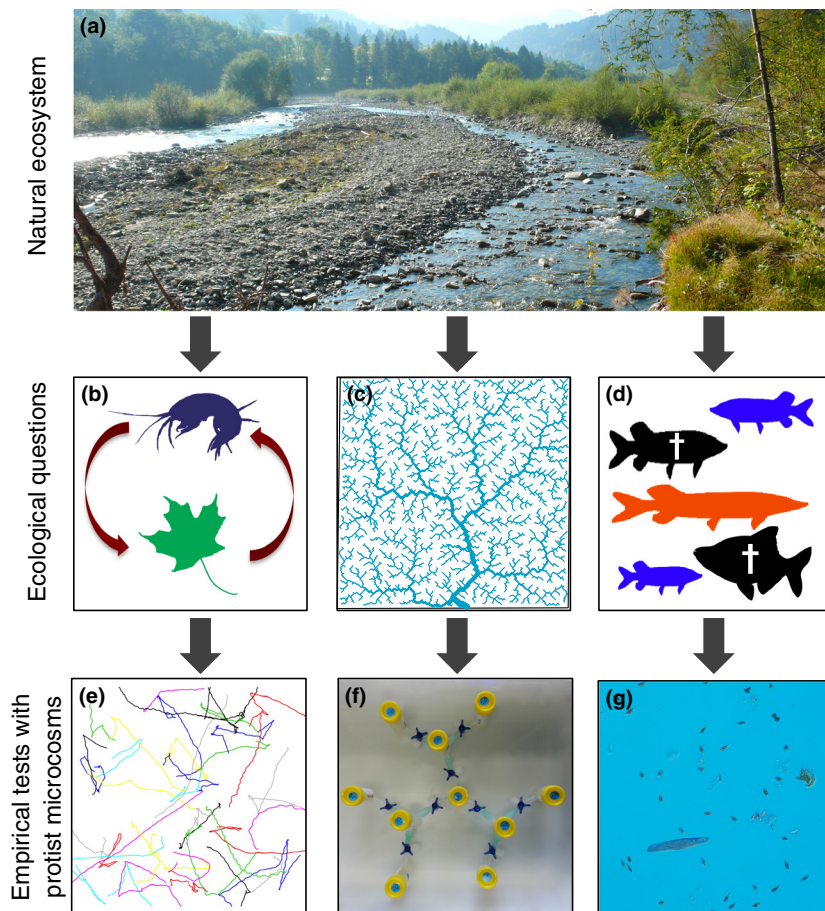 (a)
Natural ecosystem
(b)
(c)
(d)
Ecological questions
(e)
(f)
(g)
Empirical tests with
protist microcosms